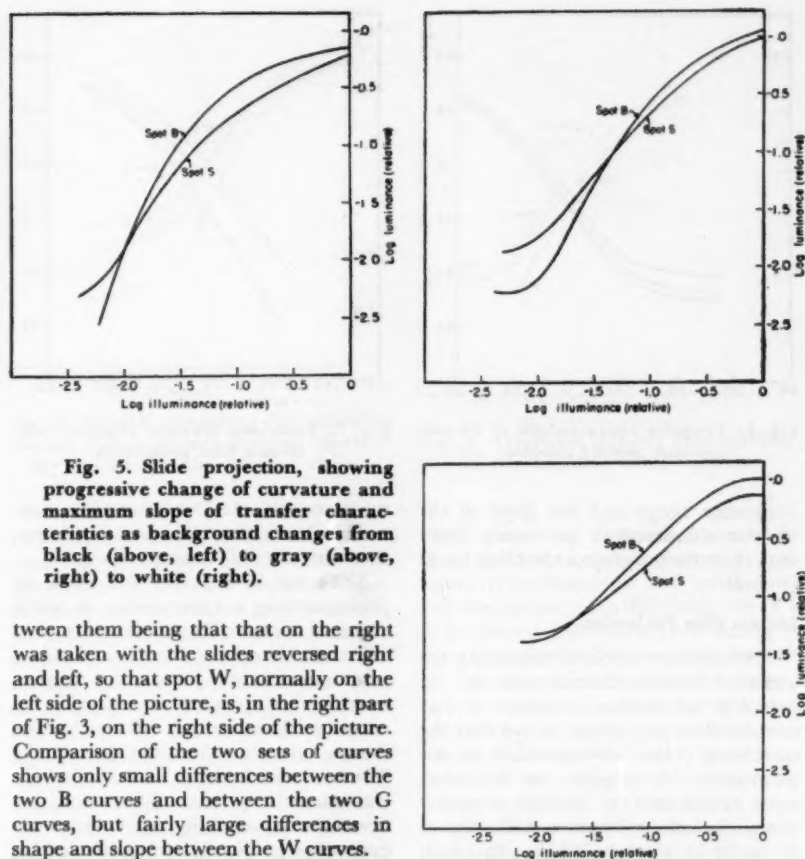 -.0
-0.5
-1.0
-1.5
-2.0
-2.5
Log luminance (relative)
Spot B
Spot S
-2.5 -2.0 -1.5 -1.0 -0.5 0
Log illuminance (relative)
-.0
-0.5
-1.0
-1.5
-2.0
-2.5
Log luminance (relative)
Spot B
Spot S
-2.5 -2.0 -1.5 -1.0 -0.5 0
Log illuminance (relative)
Fig. 5. Slide projection, showing
progressive change of curvature and
maximum slope of transfer charac-
teristics as background changes from
black (above, left) to gray (above,
right) to white (right).
tween them being that that on the right
was taken with the slides reversed right
and left, so that spot W, normally on the
left side of the picture, is, in the right part
of Fig. 3, on the right side of the picture.
Comparison of the two sets of curves
shows only small differences between the
two B curves and between the two G
curves, but fairly large differences in
shape and slope between the W curves.
-.0
-0.5
-1.0
-1.5
-2.0
-2.5
Log luminance (relative)
Spot B
Spot S
-2.5 -2.0 -1.5 -1.0 -0.5 0
Log illuminance (relative)